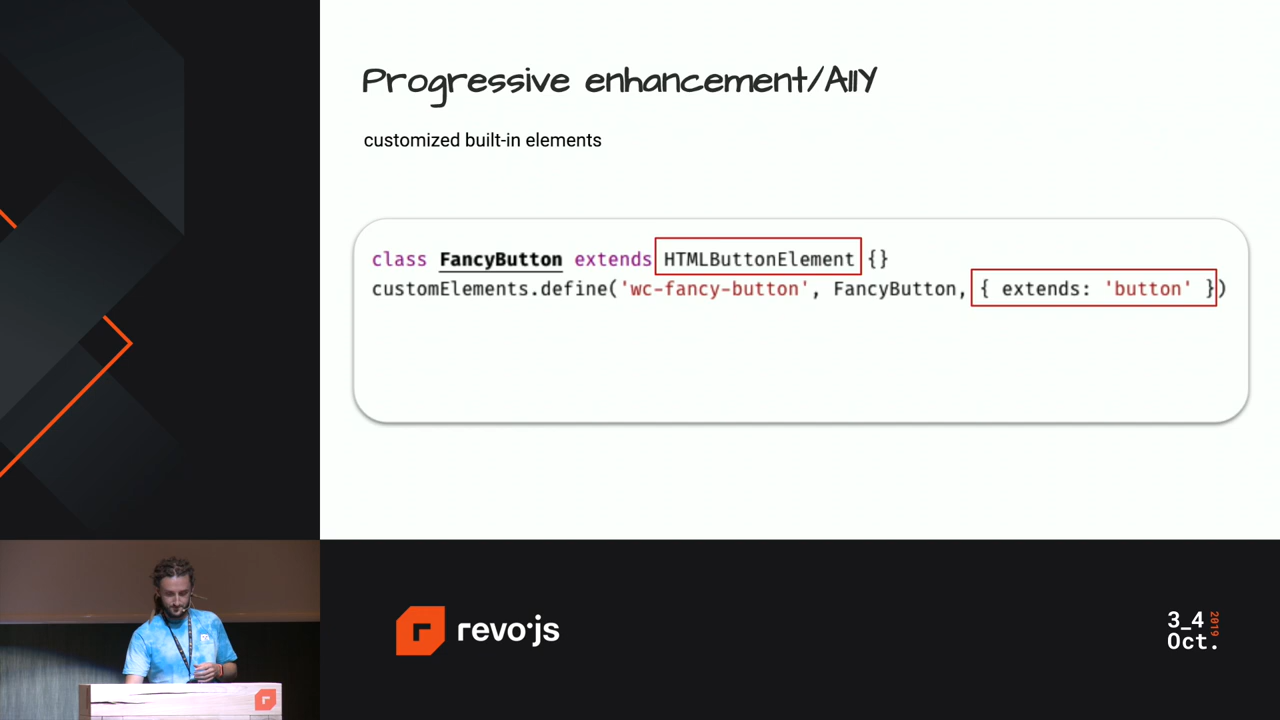 Progressive enhancement/A11Y
customized built-in elements
class FancyButton extends HTMLButtonElement {}
customElements.define('wc-fancy-button', FancyButton, { extends: 'button' })
revo·js
3_4
Oct.
2019